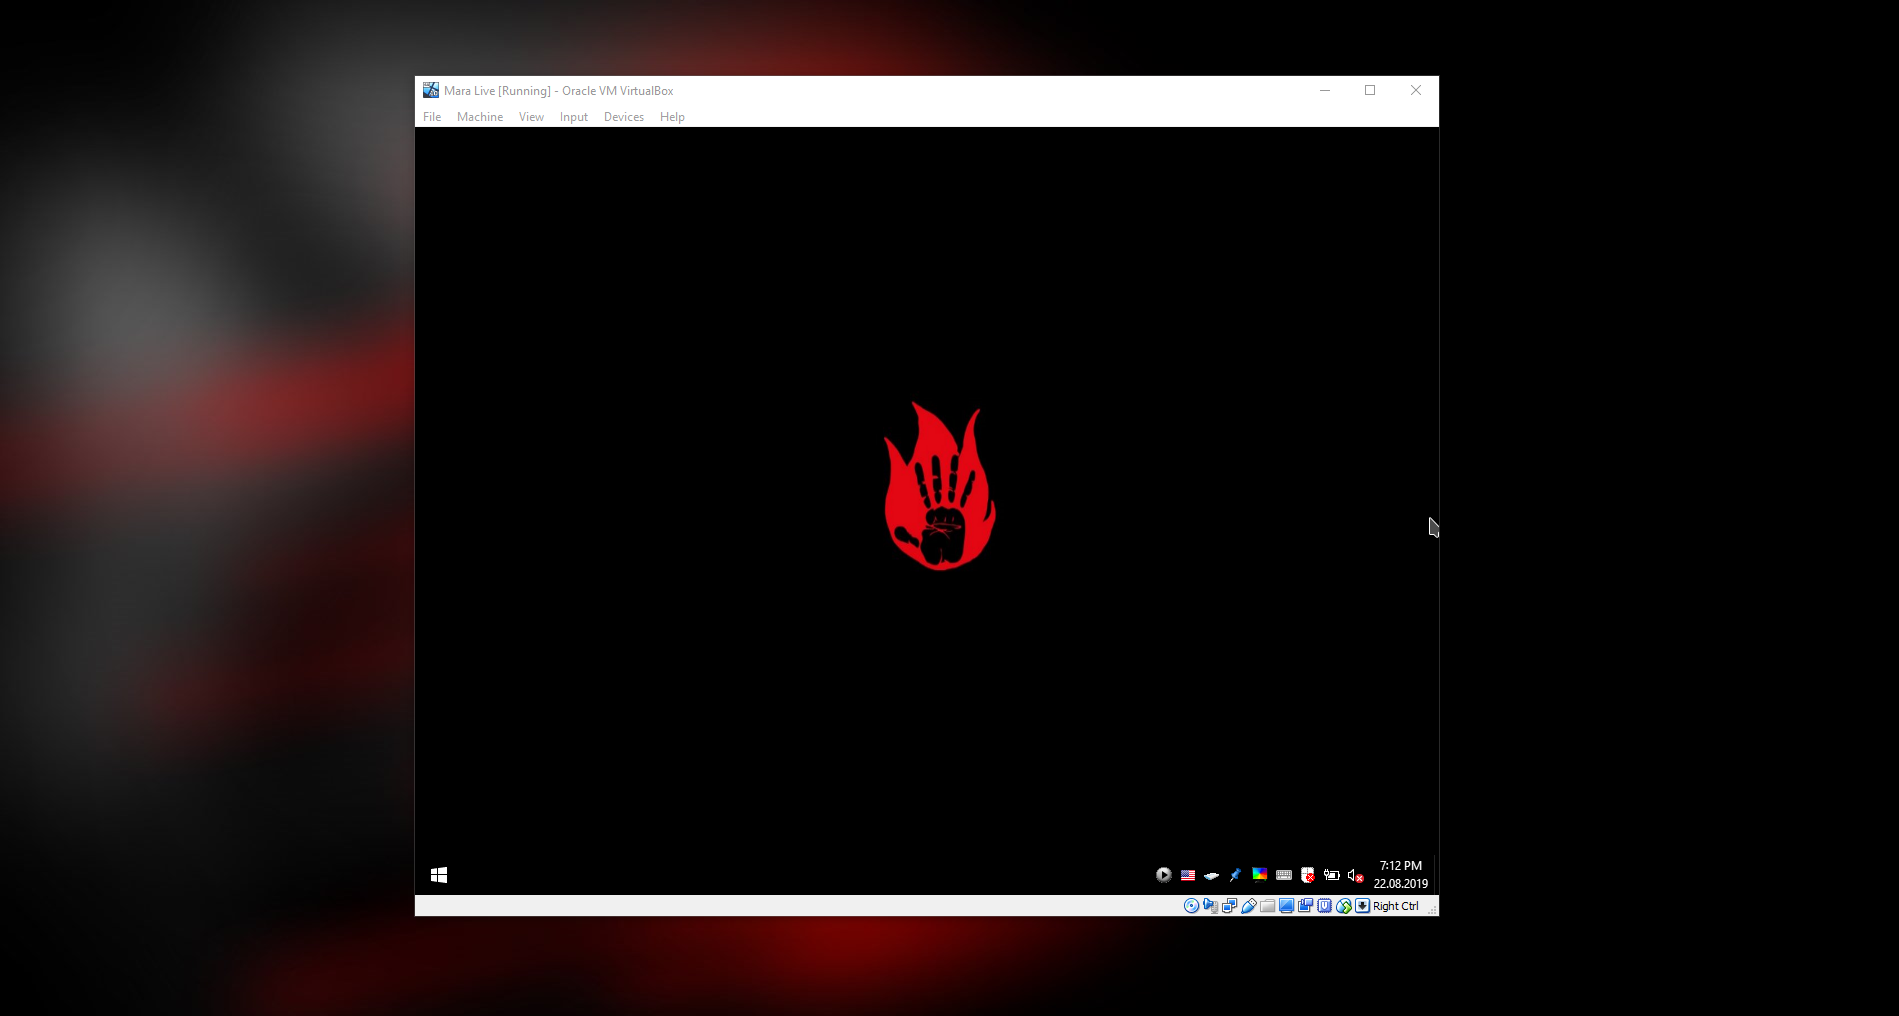 Mara Live [Running] - Oracle VM VirtualBox
File Machine View Input Devices Help
7:12 PM
22.08.2019
Right Ctrl